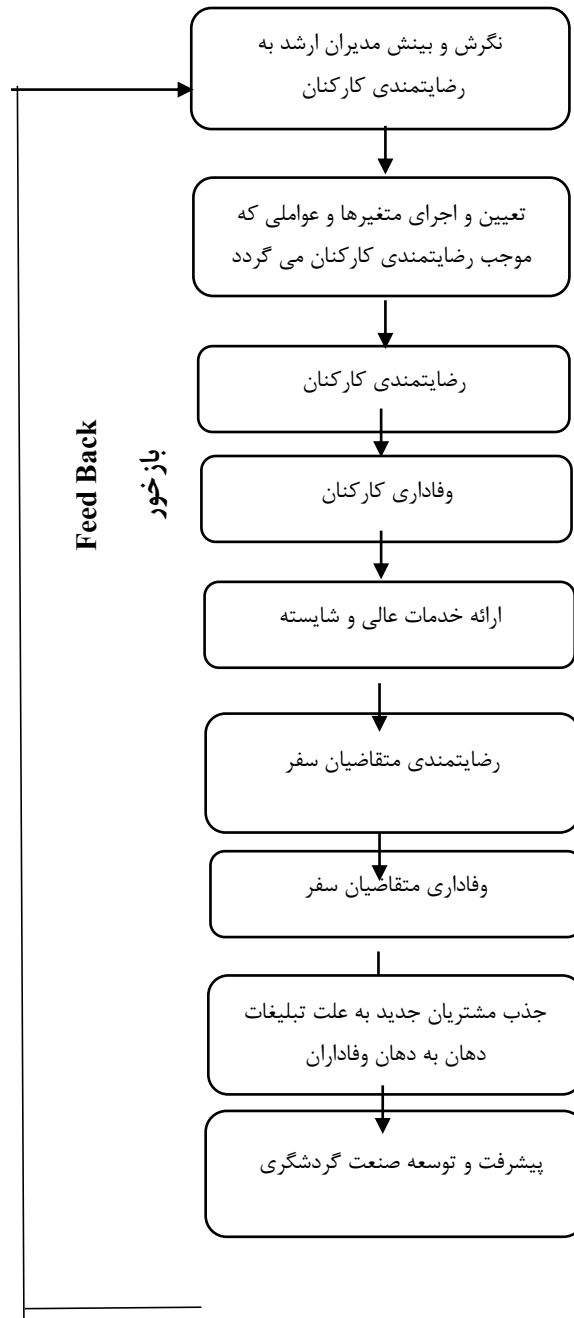 نگرش و بینش مدیران ارشد به
رضایتمندی کارکنان
تعیین و اجرای متغیرها و عواملی که
موجب رضایتمندی کارکنان می گردد
رضایتمندی کارکنان
وفاداری کارکنان
ارائه خدمات عالی و شایسته
رضایتمندی متقاضیان سفر
وفاداری متقاضیان سفر
جذب مشتریان جدید به علت تبلیغات
دهان به دهان وفاداران
پیشرفت و توسعه صنعت گردشگری
Feed Back
بازخور